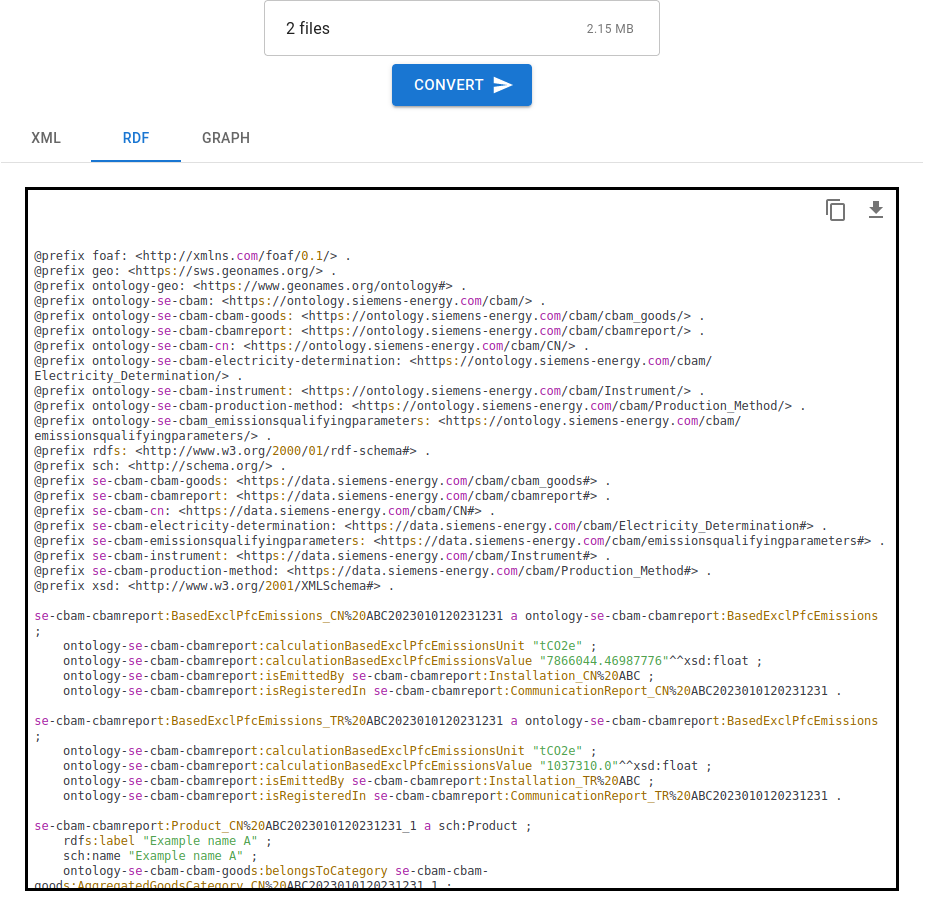 2 files 2.15 MB
CONVERT
XML RDF GRAPH
@prefix foaf: <http://xmlns.com/foaf/0.1/> .
@prefix geo: <https://sws.geonames.org/> .
@prefix ontology-geo: <https://www.geonames.org/ontology#> .
@prefix ontology-se-cbam: <https://ontology.siemens-energy.com/cbam/> .
@prefix ontology-se-cbam-cbam-goods: <https://ontology.siemens-energy.com/cbam/cbam_goods/> .
@prefix ontology-se-cbam-cbamreport: <https://ontology.siemens-energy.com/cbam/cbamreport/> .
@prefix ontology-se-cbam-cn: <https://ontology.siemens-energy.com/cbam/CN/> .
@prefix ontology-se-cbam-electricity-determination: <https://ontology.siemens-energy.com/cbam/
Electricity_Determination/> .
@prefix ontology-se-cbam-instrument: <https://ontology.siemens-energy.com/cbam/Instrument/> .
@prefix ontology-se-cbam-production-method: <https://ontology.siemens-energy.com/cbam/Production_Method/> .
@prefix ontology-se-cbam_emissionsqualifyingparameters: <https://ontology.siemens-energy.com/cbam/
emissionsqualifyingparameters/> .
@prefix rdfs: <http://www.w3.org/2000/01/rdf-schema#> .
@prefix sch: <http://schema.org/> .
@prefix se-cbam-cbam-goods: <https://data.siemens-energy.com/cbam/cbam_goods#> .
@prefix se-cbam-cbamreport: <https://data.siemens-energy.com/cbam/cbamreport#> .
@prefix se-cbam-cn: <https://data.siemens-energy.com/cbam/CN#> .
@prefix se-cbam-electricity-determination: <https://data.siemens-energy.com/cbam/Electricity_Determination#> .
@prefix se-cbam-emissionsqualifyingparameters: <https://data.siemens-energy.com/cbam/emissionsqualifyingparameters#> .
@prefix se-cbam-instrument: <https://data.siemens-energy.com/cbam/Instrument#> .
@prefix se-cbam-production-method: <https://data.siemens-energy.com/cbam/Production_Method#> .
@prefix xsd: <http://www.w3.org/2001/XMLSchema#> .
se-cbam-cbamreport:BasedExclPfcEmissions_CN%20ABC2023010120231231 a ontology-se-cbam-cbamreport:BasedExclPfcEmissions
;
ontology-se-cbam-cbamreport:calculationBasedExclPfcEmissionsUnit "tCO2e" ;
ontology-se-cbam-cbamreport:calculationBasedExclPfcEmissionsValue "7866044.46987776"^^xsd:float ;
ontology-se-cbam-cbamreport:isEmittedBy se-cbam-cbamreport:Installation_CN%20ABC ;
ontology-se-cbam-cbamreport:isRegisteredIn se-cbam-cbamreport:CommunicationReport_CN%20ABC2023010120231231 .
se-cbam-cbamreport:BasedExclPfcEmissions_TR%20ABC2023010120231231 a ontology-se-cbam-cbamreport:BasedExclPfcEmissions
;
ontology-se-cbam-cbamreport:calculationBasedExclPfcEmissionsUnit "tCO2e" ;
ontology-se-cbam-cbamreport:calculationBasedExclPfcEmissionsValue "1037310.0"^^xsd:float ;
ontology-se-cbam-cbamreport:isEmittedBy se-cbam-cbamreport:Installation_TR%20ABC ;
ontology-se-cbam-cbamreport:isRegisteredIn se-cbam-cbamreport:CommunicationReport_TR%20ABC2023010120231231 .
se-cbam-cbamreport:Product_CN%20ABC2023010120231231_1 a sch:Product ;
rdfs:label "Example name A" ;
sch:name "Example name A" ;
ontology-se-cbam-cbam-goods:belongsToCategory se-cbam-cbam-
goods:AggregatedGoodsCategory_CN%20ABC2023010120231231_1 ;